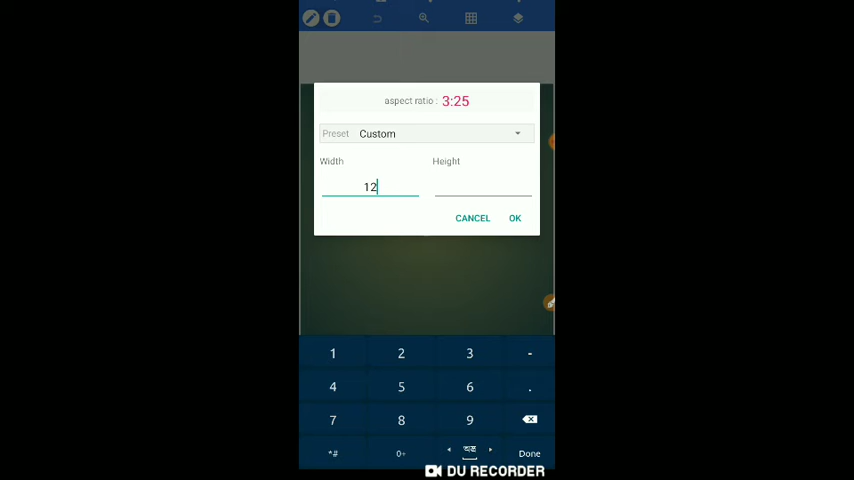 aspect ratio : 3:25
Preset Custom
Width Height
12
CANCEL OK
1 2 3 -
4 5 6 .
7 8 9
*# 0+ Done
DU RECORDER